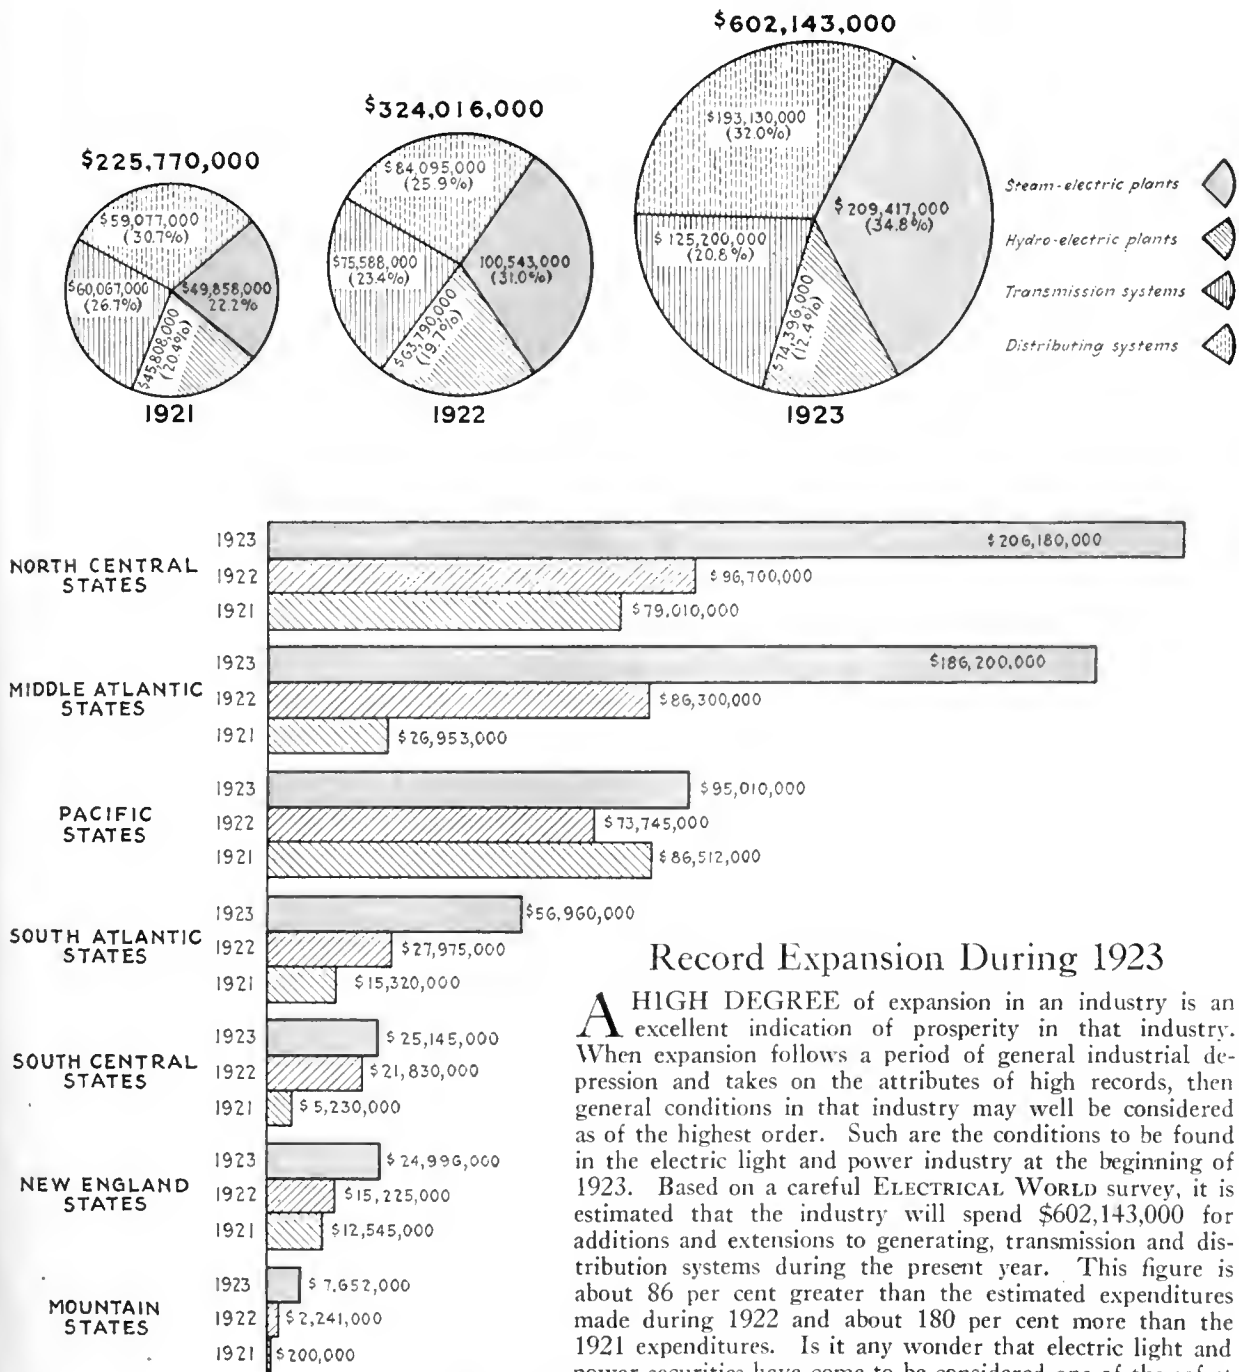 $602,143,000
$324,016,000
$225,770,000
$59,077,000
(30.7%)
$60,067,000
(26.7%)
$49,858,000
22.2%
$45,808,000
(20.4%)
1921
$84,095,000
(25.9%)
$75,588,000
(23.4%)
100,543,000
(31.0%)
$63,790,000
(19.7%)
1922
$193,130,000
(32.0%)
$209,417,000
(34.8%)
$125,200,000
(20.8%)
$74,396,000
(12.4%)
1923
Steam-electric plants
Hydro-electric plants
Transmission systems
Distributing systems
NORTH CENTRAL
STATES
1923 $206,180,000
1922 $96,700,000
1921 $79,010,000
MIDDLE ATLANTIC
STATES
1923 $186,200,000
1922 $86,300,000
1921 $26,953,000
PACIFIC
STATES
1923 $95,010,000
1922 $73,745,000
1921 $86,512,000
SOUTH ATLANTIC
STATES
1923 $56,960,000
1922 $27,975,000
1921 $15,320,000
SOUTH CENTRAL
STATES
1923 $25,145,000
1922 $21,830,000
1921 $5,230,000
NEW ENGLAND
STATES
1923 $24,996,000
1922 $15,225,000
1921 $12,545,000
MOUNTAIN
STATES
1923 $7,652,000
1922 $2,241,000
1921 $200,000
Record Expansion During 1923
A HIGH DEGREE of expansion in an industry is an
excellent indication of prosperity in that industry.
When expansion follows a period of general industrial de-
pression and takes on the attributes of high records, then
general conditions in that industry may well be considered
as of the highest order. Such are the conditions to be found
in the electric light and power industry at the beginning of
1923. Based on a careful ELECTRICAL WORLD survey, it is
estimated that the industry will spend $602,143,000 for
additions and extensions to generating, transmission and dis-
tribution systems during the present year. This figure is
about 86 per cent greater than the estimated expenditures
made during 1922 and about 180 per cent more than the
1921 expenditures. Is it any wonder that electric light and